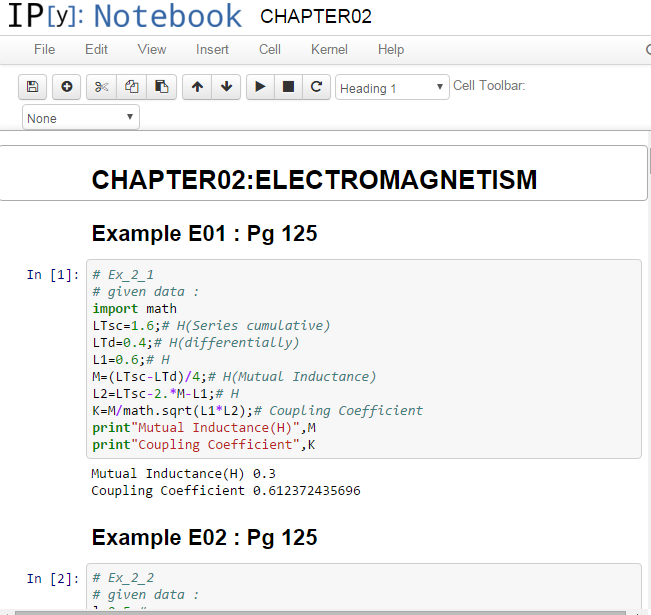 IP[y]: Notebook CHAPTER02
File Edit View Insert Cell Kernel Help
Heading 1 Cell Toolbar:
None
CHAPTER02:ELECTROMAGNETISM
Example E01 : Pg 125
In [1]: # Ex_2_1
# given data :
import math
LTsc=1.6;# H(Series cumulative)
LTd=0.4;# H(differentially)
L1=0.6;# H
M=(LTsc-LTd)/4;# H(Mutual Inductance)
L2=LTsc-2.*M-L1;# H
K=M/math.sqrt(L1*L2);# Coupling Coefficient
print"Mutual Inductance(H)",M
print"Coupling Coefficient",K
Mutual Inductance(H) 0.3
Coupling Coefficient 0.612372435696
Example E02 : Pg 125
In [2]: # Ex_2_2
# given data :